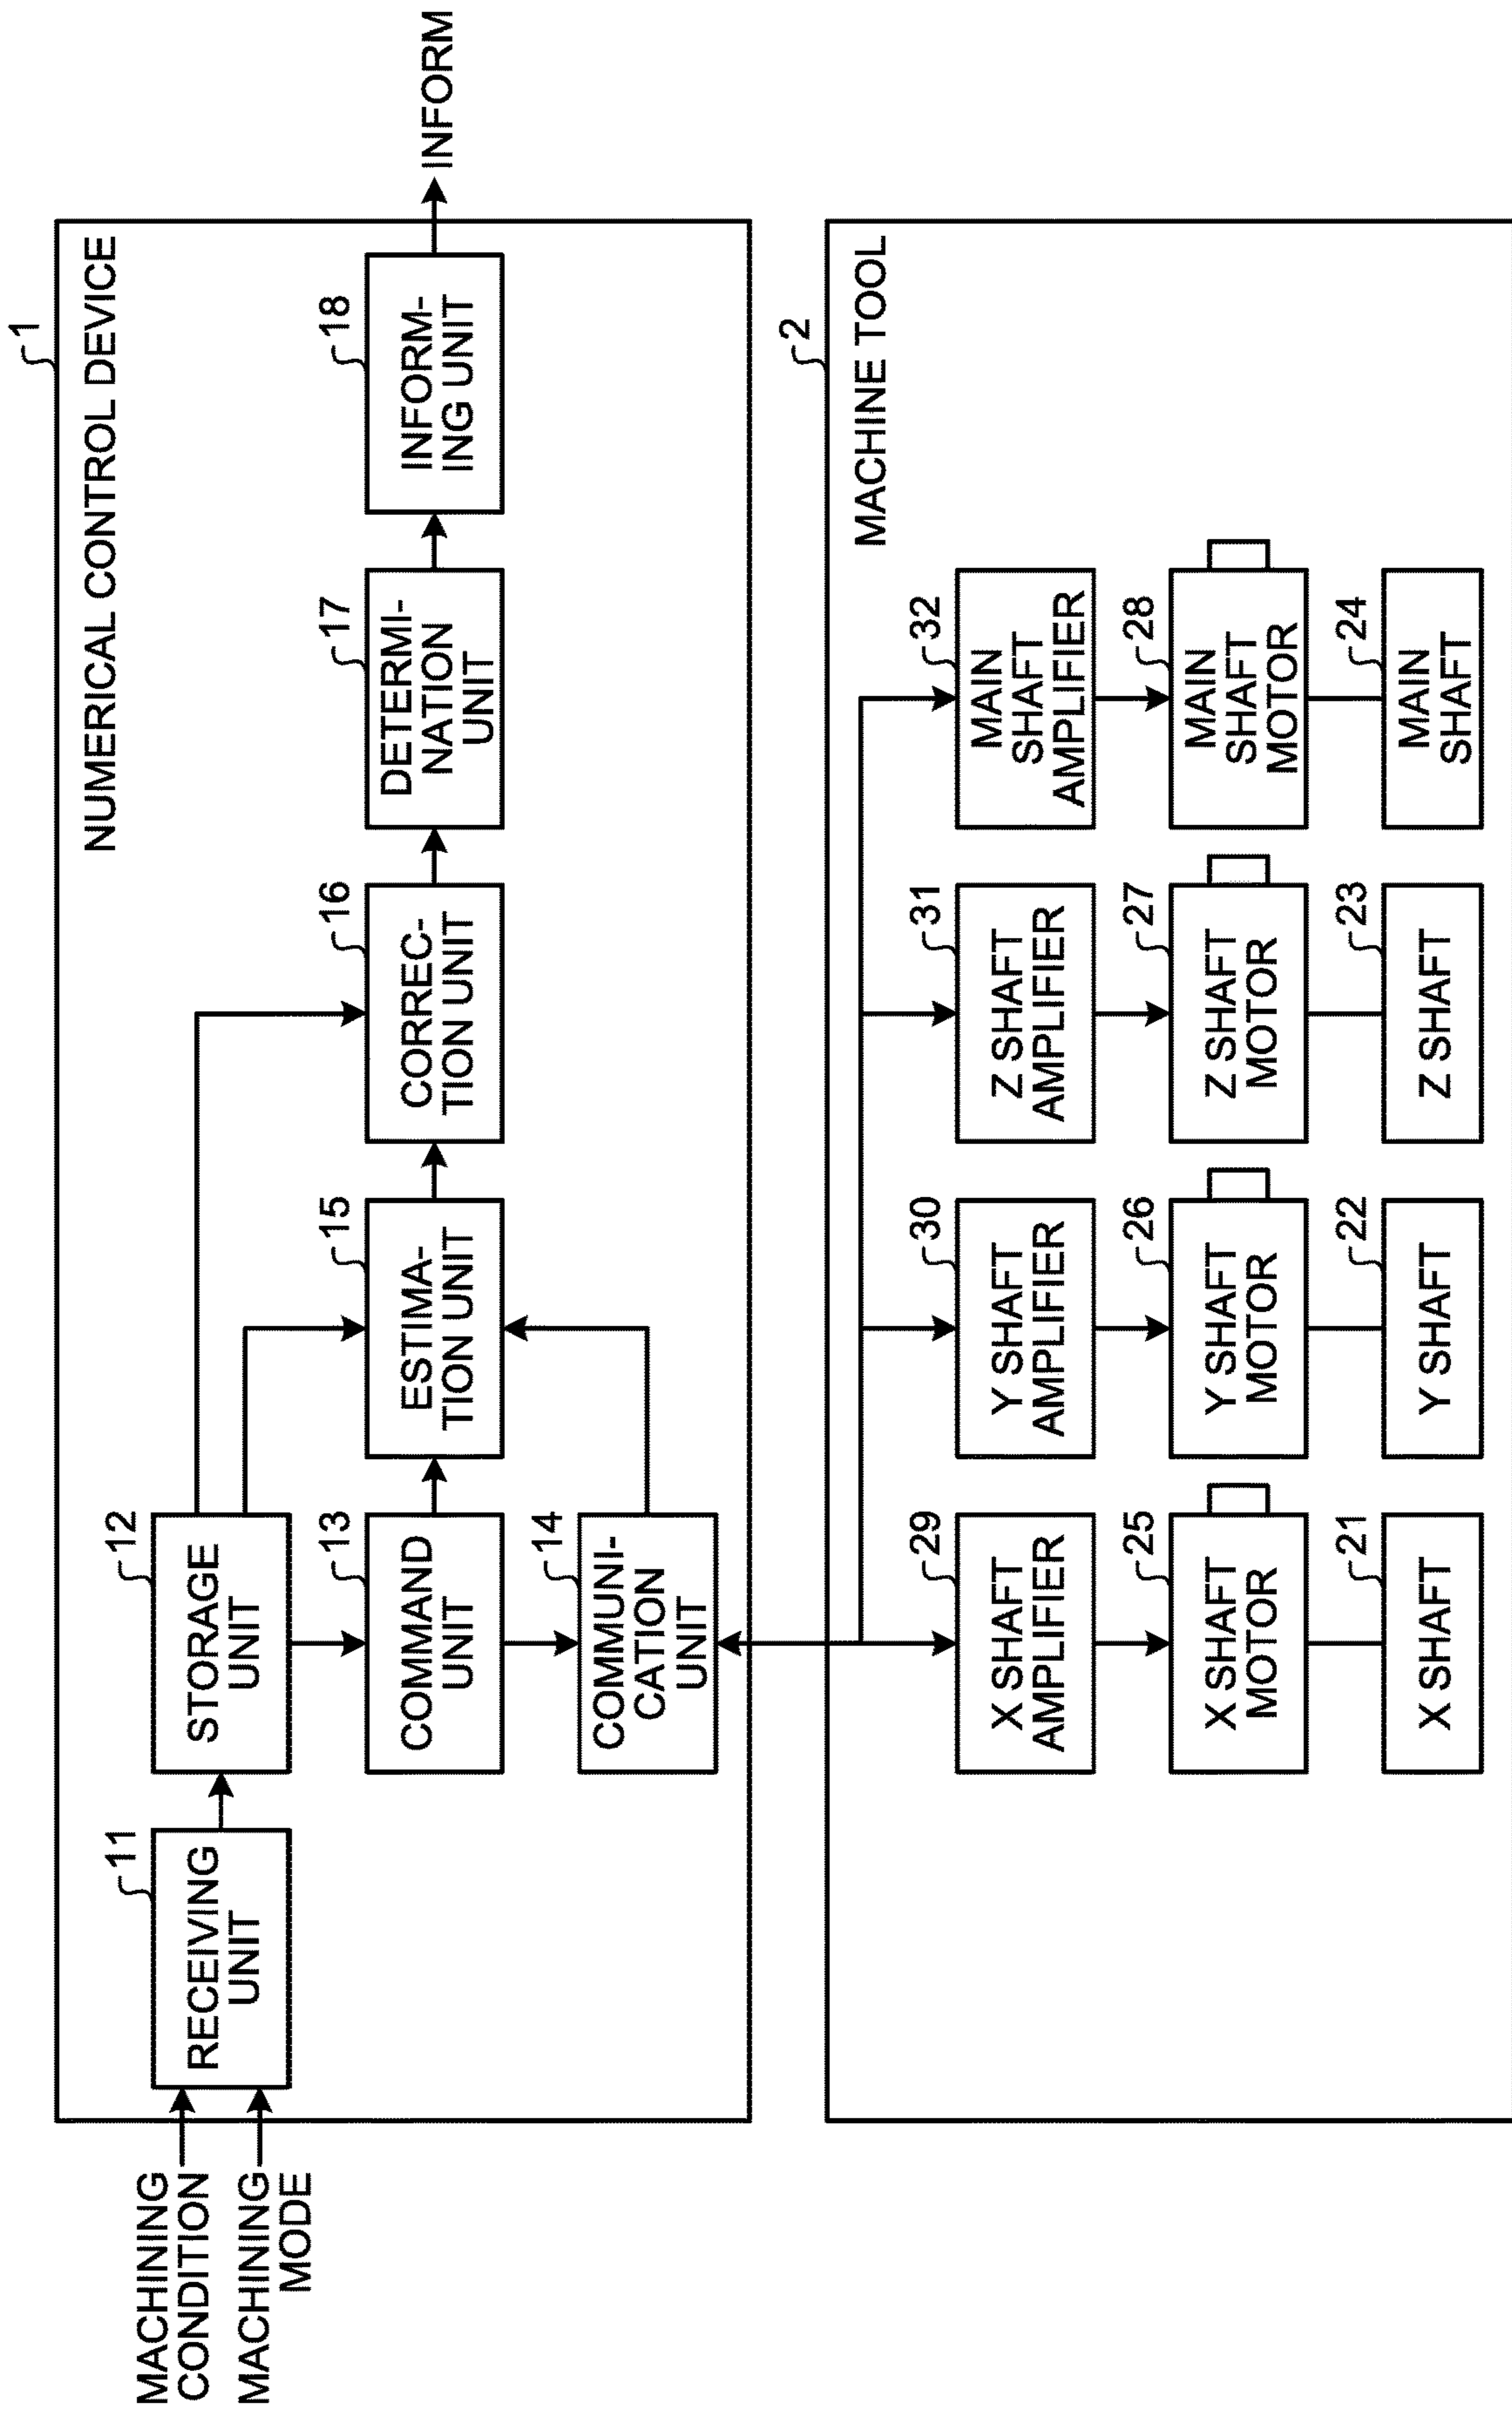 1
NUMERICAL CONTROL DEVICE
MACHINING
CONDITION
MACHINING
MODE
11
RECEIVING
UNIT
12
STORAGE
UNIT
13
COMMAND
UNIT
14
COMMUNI-
CATION
UNIT
15
ESTIMA-
TION UNIT
16
CORREC-
TION UNIT
17
DETERMI-
NATION
UNIT
18
INFORM-
ING UNIT
INFORM
2
MACHINE TOOL
29
X SHAFT
AMPLIFIER
30
Y SHAFT
AMPLIFIER
31
Z SHAFT
AMPLIFIER
32
MAIN
SHAFT
AMPLIFIER
25
X SHAFT
MOTOR
26
Y SHAFT
MOTOR
27
Z SHAFT
MOTOR
28
MAIN
SHAFT
MOTOR
21
X SHAFT
22
Y SHAFT
23
Z SHAFT
24
MAIN
SHAFT